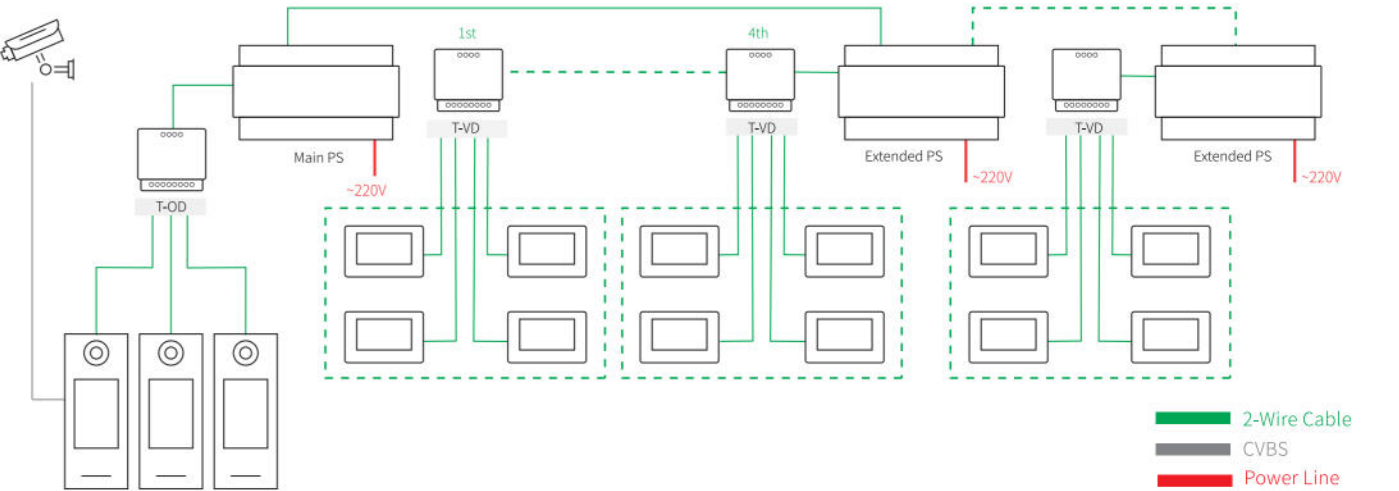 1st
4th
T-VD
T-VD
T-VD
Main PS
Extended PS
Extended PS
~220V
~220V
~220V
T-OD
2-Wire Cable
CVBS
Power Line